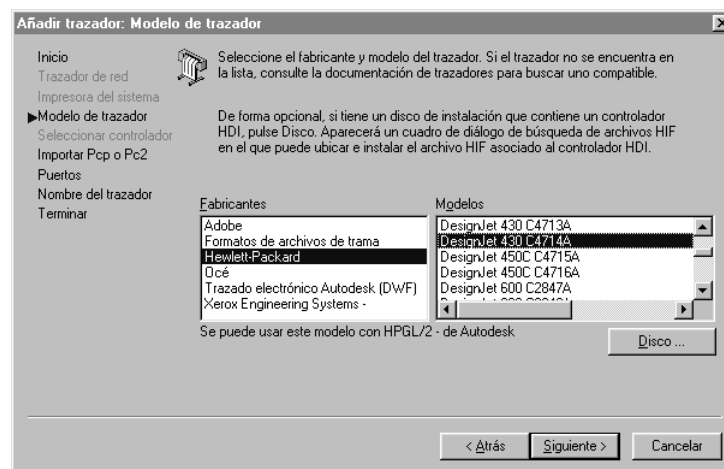 Añadir trazador: Modelo de trazador
Inicio
Trazador de red
Impresora del sistema
Modelo de trazador
Seleccionar controlador
Importar Pcp o Pc2
Puertos
Nombre del trazador
Terminar
Seleccione el fabricante y modelo del trazador. Si el trazador no se encuentra en
la lista, consulte la documentación de trazadores para buscar uno compatible.
De forma opcional, si tiene un disco de instalación que contiene un controlador
HDI, pulse Disco. Aparecerá un cuadro de diálogo de búsqueda de archivos HIF
en el que puede ubicar e instalar el archivo HIF asociado al controlador HDI.
Fabricantes
Adobe
Formatos de archivos de trama
Hewlett-Packard
Océ
Trazado electrónico Autodesk (DWF)
Xerox Engineering Systems -
Modelos
DesignJet 430 C4713A
DesignJet 430 C4714A
DesignJet 450C C4715A
DesignJet 450C C4716A
DesignJet 600 C2847A
Se puede usar este modelo con HPGL/2 - de Autodesk
Disco ...
< Atrás
Siguiente >
Cancelar